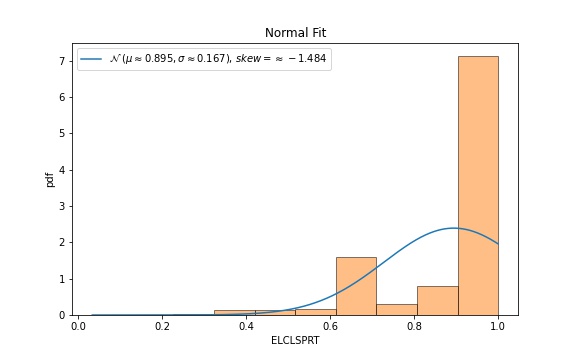 Normal Fit
𝒩(μ ≈ 0.895, σ ≈ 0.167), skew =≈ −1.484
7
6
5
4
3
2
1
0
pdf
0.0 0.2 0.4 0.6 0.8 1.0
ELCLSPRT